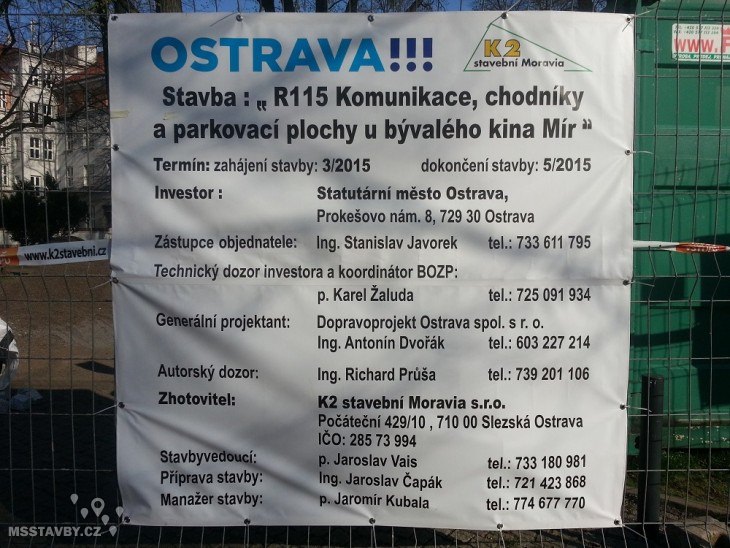 OSTRAVA!!!
K2
stavební Moravia
Stavba : „ R115 Komunikace, chodníky
a parkovací plochy u bývalého kina Mír "
Termín: zahájení stavby: 3/2015 dokončení stavby: 5/2015
Investor : Statutární město Ostrava,
Prokešovo nám. 8, 729 30 Ostrava
Zástupce objednatele: Ing. Stanislav Javorek tel.: 733 611 795
Technický dozor investora a koordinátor BOZP:
p. Karel Žaluda tel.: 725 091 934
Generální projektant: Dopravoprojekt Ostrava spol. s r. o.
Ing. Antonín Dvořák tel.: 603 227 214
Autorský dozor: Ing. Richard Průša tel.: 739 201 106
Zhotovitel: K2 stavební Moravia s.r.o.
Počáteční 429/10 , 710 00 Slezská Ostrava
IČO: 285 73 994
Stavbyvedoucí: p. Jaroslav Vais tel.: 733 180 981
Příprava stavby: Ing. Jaroslav Čapák tel.: 721 423 868
Manažer stavby: p. Jaromír Kubala tel.: 774 677 770
www.k2stavebni.cz
www.F
MSSTAVBY.CZ